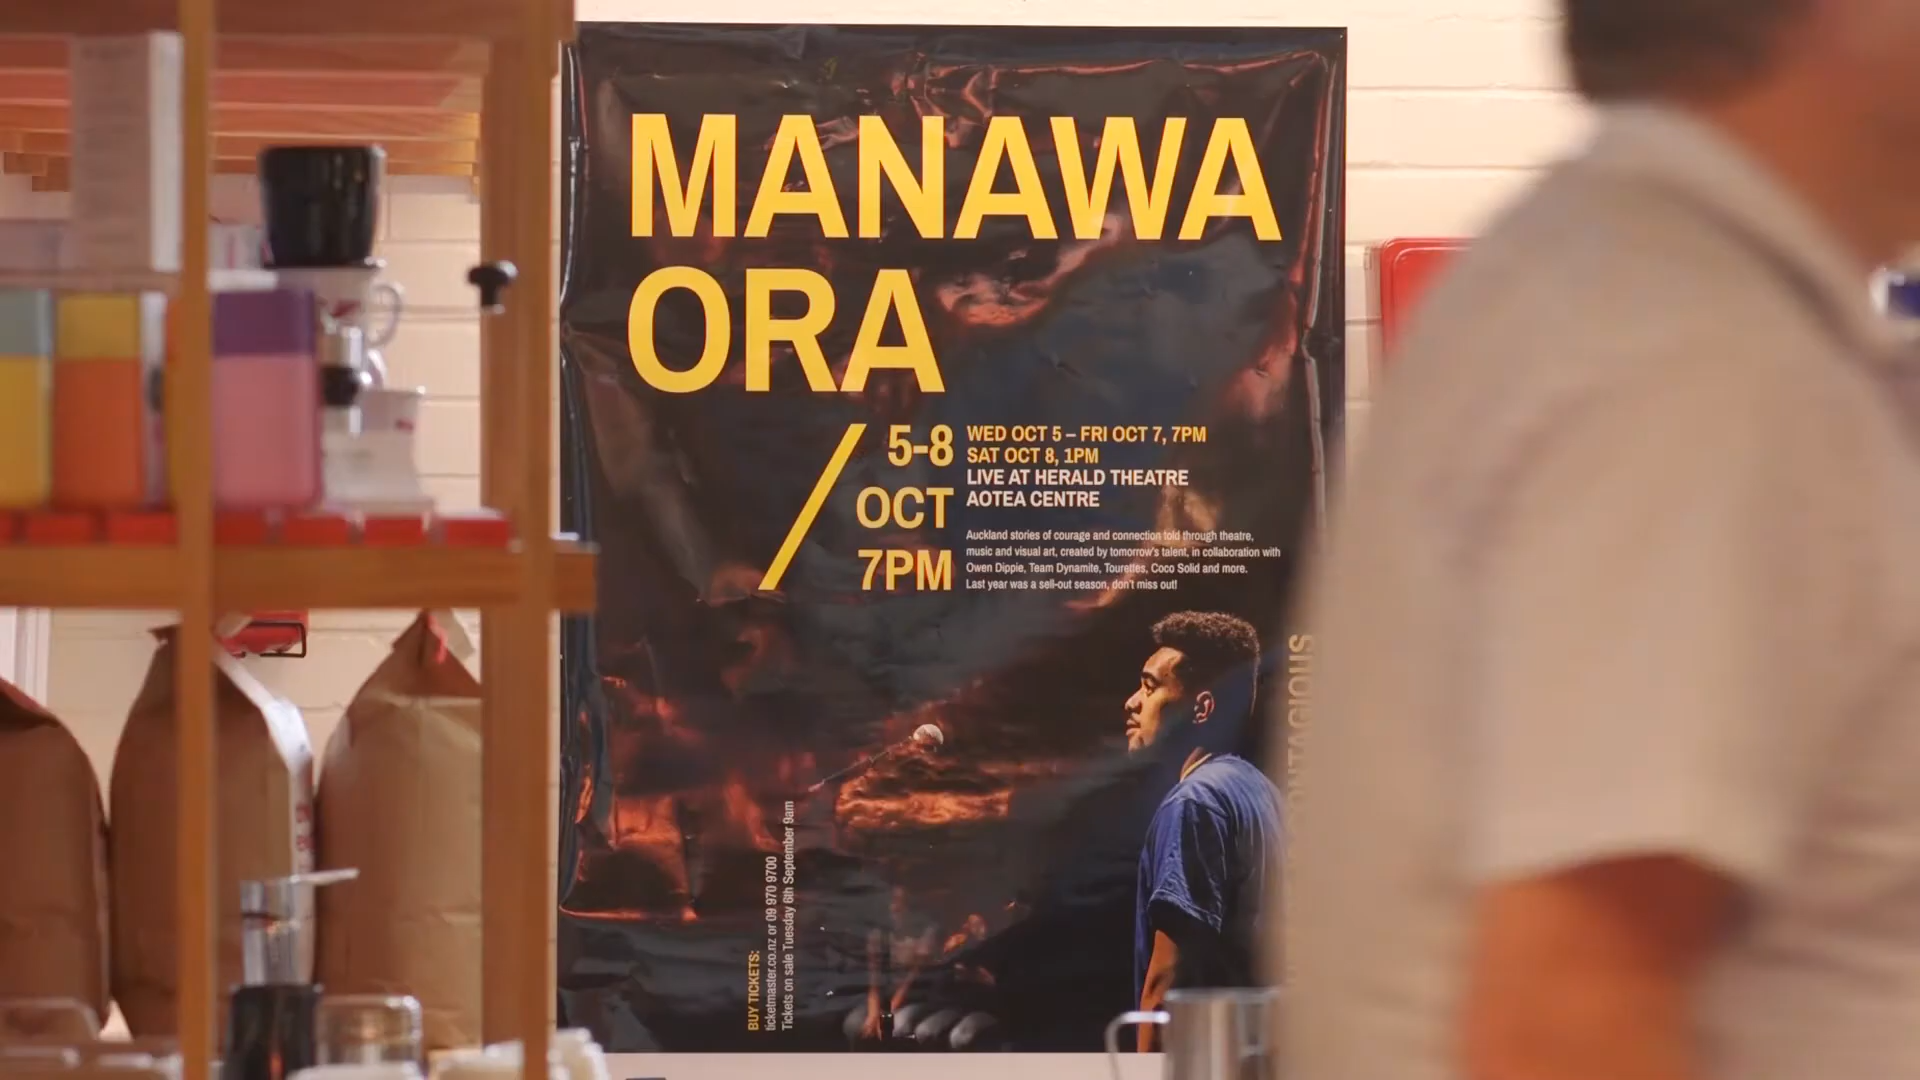 MANAWA
ORA
5-8
OCT
7PM
WED OCT 5 – FRI OCT 7, 7PM
SAT OCT 8, 1PM
LIVE AT HERALD THEATRE
AOTEA CENTRE
Auckland stories of courage and connection told through theatre,
music and visual art, created by tomorrow's talent, in collaboration with
Owen Dippie, Team Dynamite, Tourettes, Coco Solid and more.
Last year was a sell-out season, don't miss out!
BUY TICKETS:
ticketmaster.co.nz or 09 970 9700
Tickets on sale Tuesday 6th September 9am